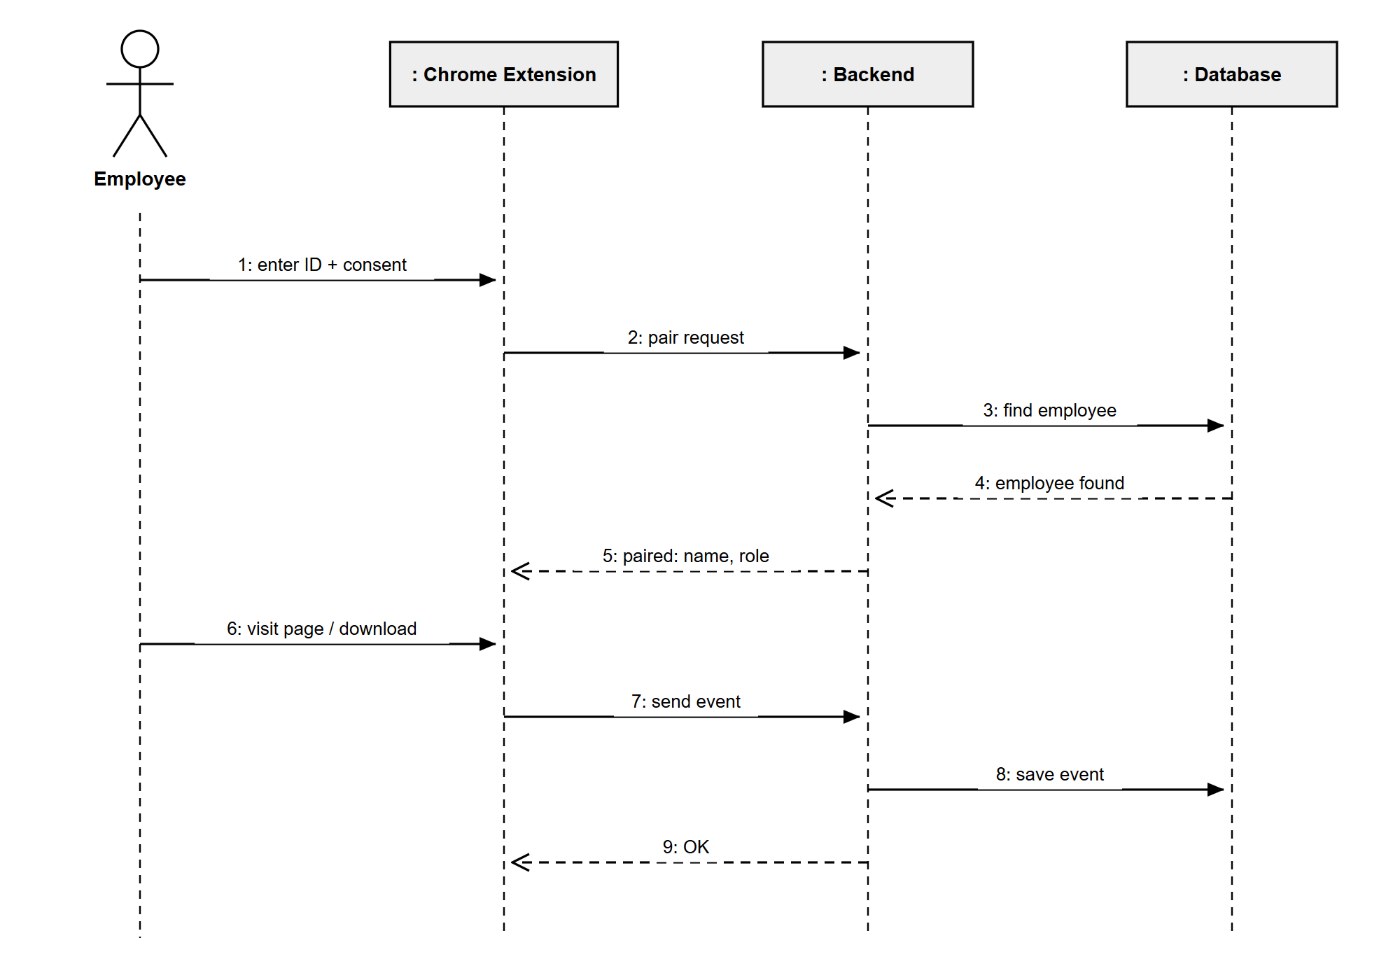 : Chrome Extension
: Backend
: Database
Employee
1: enter ID + consent
2: pair request
3: find employee
4: employee found
5: paired: name, role
6: visit page / download
7: send event
8: save event
9: OK